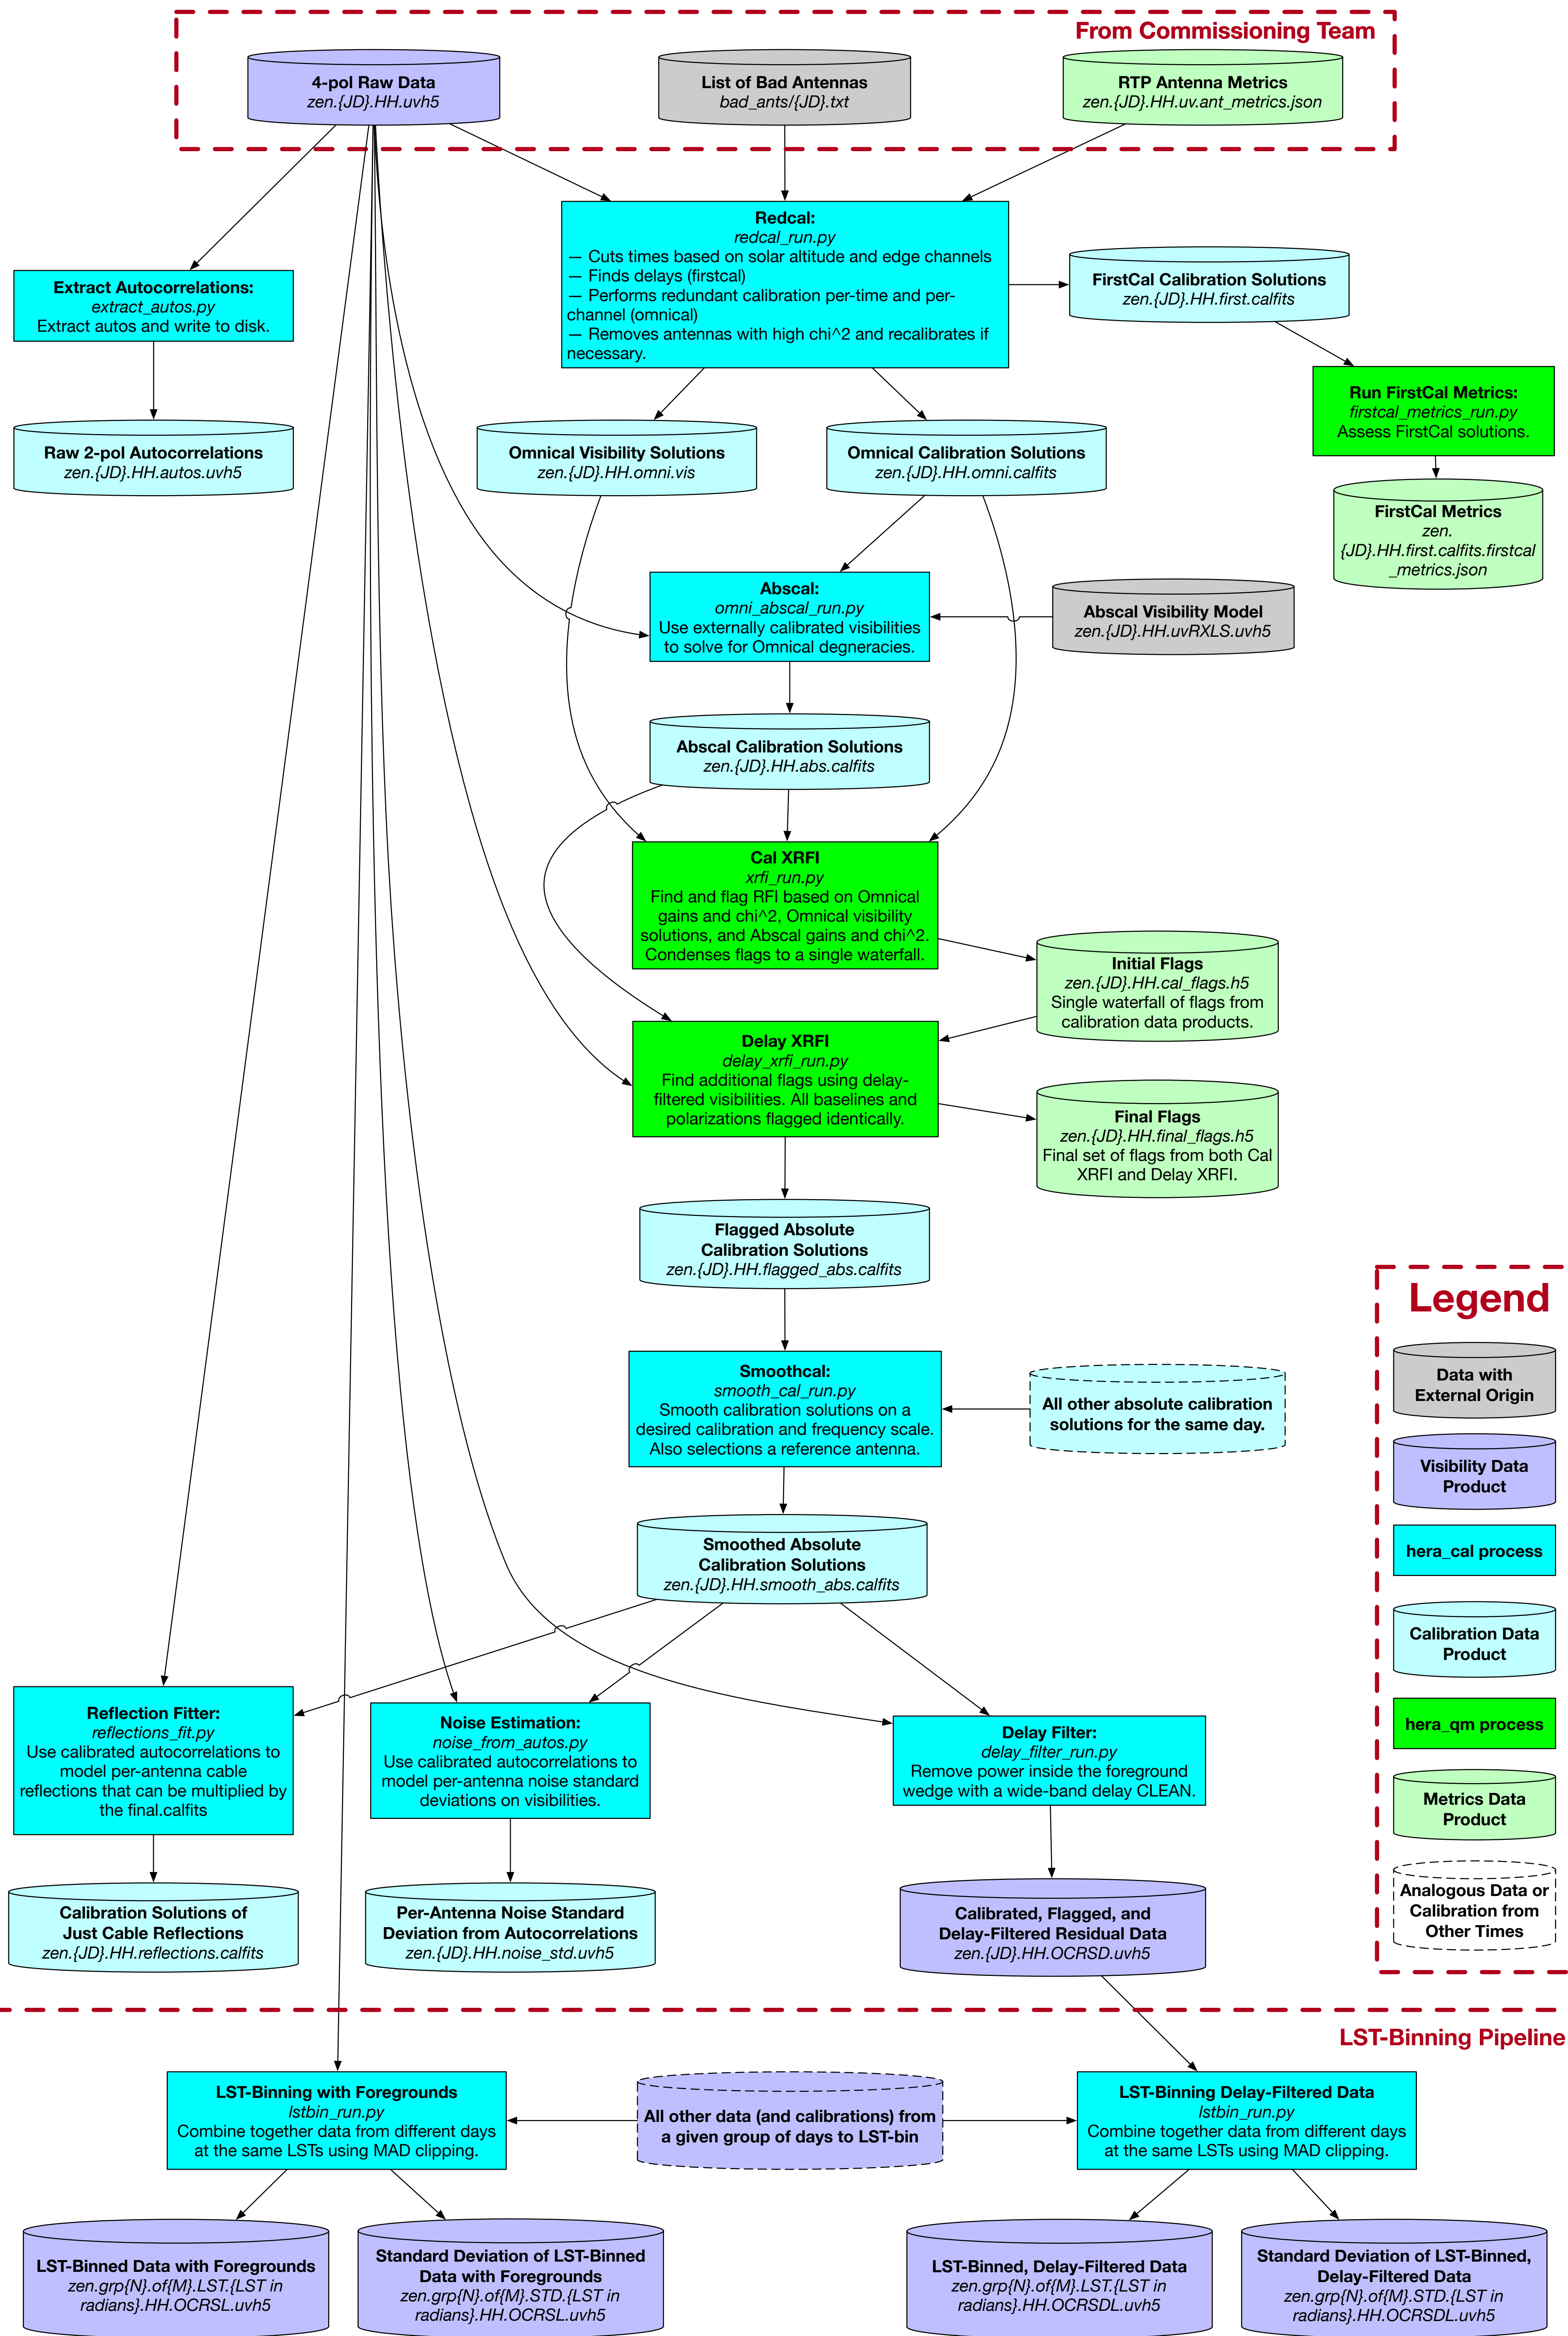 From Commissioning Team
4-pol Raw Data
zen.{JD}.HH.uvh5
List of Bad Antennas
bad_ants/{JD}.txt
RTP Antenna Metrics
zen.{JD}.HH.uv.ant_metrics.json
Redcal:
redcal_run.py
— Cuts times based on solar altitude and edge channels
— Finds delays (firstcal)
— Performs redundant calibration per-time and per-
channel (omnical)
— Removes antennas with high chi^2 and recalibrates if
necessary.
Extract Autocorrelations:
extract_autos.py
Extract autos and write to disk.
FirstCal Calibration Solutions
zen.{JD}.HH.first.calfits
Run FirstCal Metrics:
firstcal_metrics_run.py
Assess FirstCal solutions.
Raw 2-pol Autocorrelations
zen.{JD}.HH.autos.uvh5
Omnical Visibility Solutions
zen.{JD}.HH.omni.vis
Omnical Calibration Solutions
zen.{JD}.HH.omni.calfits
FirstCal Metrics
zen.
{JD}.HH.first.calfits.firstcal
_metrics.json
Abscal:
omni_abscal_run.py
Use externally calibrated visibilities
to solve for Omnical degneracies.
Abscal Visibility Model
zen.{JD}.HH.uvRXLS.uvh5
Abscal Calibration Solutions
zen.{JD}.HH.abs.calfits
Cal XRFI
xrfi_run.py
Find and flag RFI based on Omnical
gains and chi^2, Omnical visibility
solutions, and Abscal gains and chi^2.
Condenses flags to a single waterfall.
Initial Flags
zen.{JD}.HH.cal_flags.h5
Single waterfall of flags from
calibration data products.
Delay XRFI
delay_xrfi_run.py
Find additional flags using delay-
filtered visibilities. All baselines and
polarizations flagged identically.
Final Flags
zen.{JD}.HH.final_flags.h5
Final set of flags from both Cal
XRFI and Delay XRFI.
Flagged Absolute
Calibration Solutions
zen.{JD}.HH.flagged_abs.calfits
Smoothcal:
smooth_cal_run.py
Smooth calibration solutions on a
desired calibration and frequency scale.
Also selections a reference antenna.
All other absolute calibration
solutions for the same day.
Smoothed Absolute
Calibration Solutions
zen.{JD}.HH.smooth_abs.calfits
Legend
Data with
External Origin
Visibility Data
Product
hera_cal process
Calibration Data
Product
hera_qm process
Metrics Data
Product
Analogous Data or
Calibration from
Other Times
Reflection Fitter:
reflections_fit.py
Use calibrated autocorrelations to
model per-antenna cable
reflections that can be multiplied by
the final.calfits
Noise Estimation:
noise_from_autos.py
Use calibrated autocorrelations to
model per-antenna noise standard
deviations on visibilities.
Delay Filter:
delay_filter_run.py
Remove power inside the foreground
wedge with a wide-band delay CLEAN.
Calibration Solutions of
Just Cable Reflections
zen.{JD}.HH.reflections.calfits
Per-Antenna Noise Standard
Deviation from Autocorrelations
zen.{JD}.HH.noise_std.uvh5
Calibrated, Flagged, and
Delay-Filtered Residual Data
zen.{JD}.HH.OCRSD.uvh5
LST-Binning Pipeline
LST-Binning with Foregrounds
lstbin_run.py
Combine together data from different days
at the same LSTs using MAD clipping.
All other data (and calibrations) from
a given group of days to LST-bin
LST-Binning Delay-Filtered Data
lstbin_run.py
Combine together data from different days
at the same LSTs using MAD clipping.
LST-Binned Data with Foregrounds
zen.grp{N}.of{M}.LST.{LST in
radians}.HH.OCRSL.uvh5
Standard Deviation of LST-Binned
Data with Foregrounds
zen.grp{N}.of{M}.STD.{LST in
radians}.HH.OCRSL.uvh5
LST-Binned, Delay-Filtered Data
zen.grp{N}.of{M}.LST.{LST in
radians}.HH.OCRSDL.uvh5
Standard Deviation of LST-Binned,
Delay-Filtered Data
zen.grp{N}.of{M}.STD.{LST in
radians}.HH.OCRSDL.uvh5